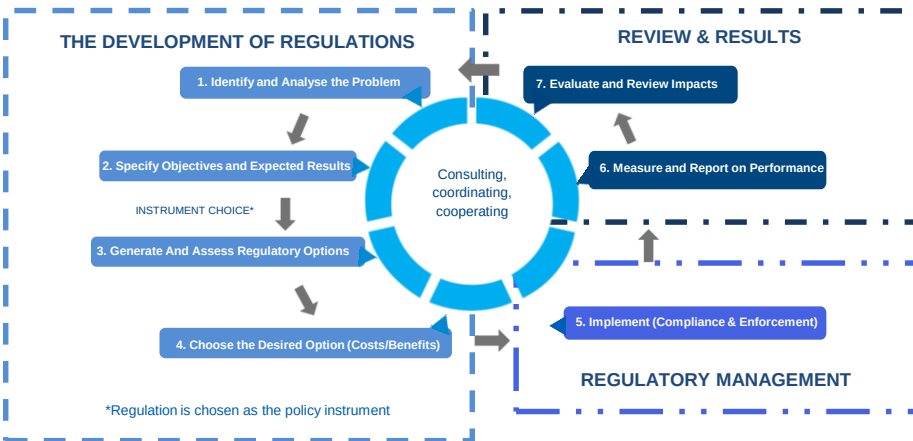 THE DEVELOPMENT OF REGULATIONS
1. Identify and Analyse the Problem
2. Specify Objectives and Expected Results
INSTRUMENT CHOICE*
3. Generate And Assess Regulatory Options
4. Choose the Desired Option (Costs/Benefits)
*Regulation is chosen as the policy instrument
Consulting,
coordinating,
cooperating
REVIEW & RESULTS
7. Evaluate and Review Impacts
6. Measure and Report on Performance
5. Implement (Compliance & Enforcement)
REGULATORY MANAGEMENT